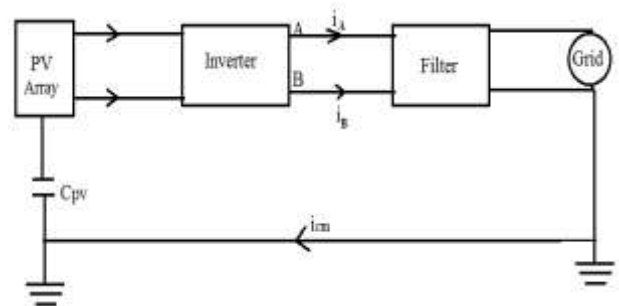 PV
Array
Inverter
A
B
iA
iB
Filter
Grid
Cpv
icm